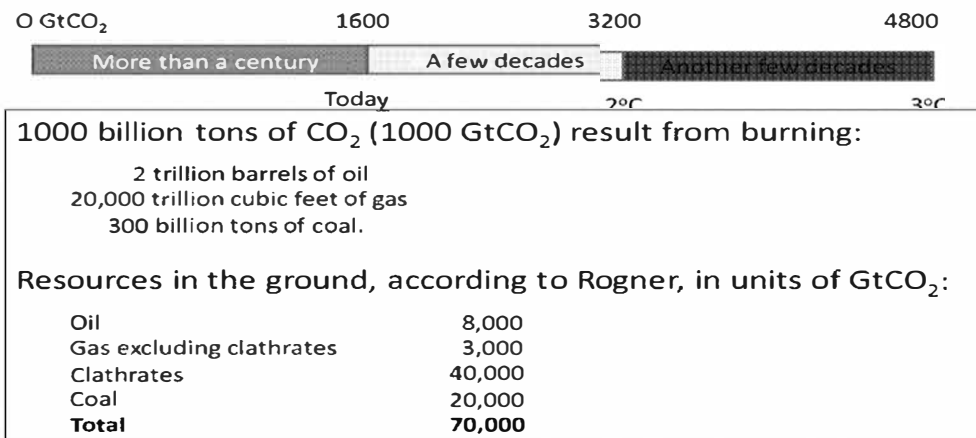 O GtCO₂ 1600 3200 4800
More than a century A few decades Another few decades
Today 2°C 3°C
1000 billion tons of CO₂ (1000 GtCO₂) result from burning:
2 trillion barrels of oil
20,000 trillion cubic feet of gas
300 billion tons of coal.
Resources in the ground, according to Rogner, in units of GtCO₂:
Oil 8,000
Gas excluding clathrates 3,000
Clathrates 40,000
Coal 20,000
Total 70,000